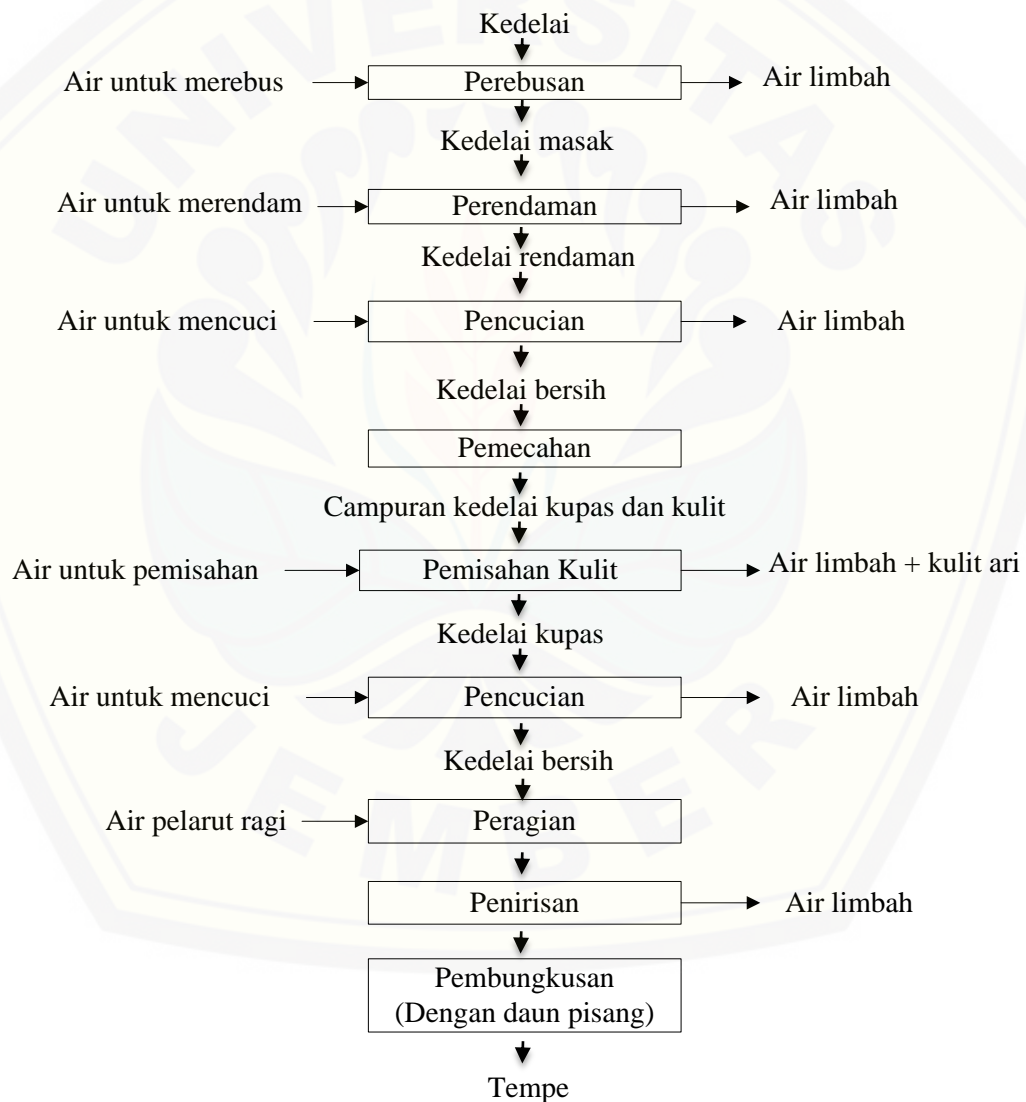 Kedelai
Air untuk merebus
Perebusan
Air limbah
Kedelai masak
Air untuk merendam
Perendaman
Air limbah
Kedelai rendaman
Air untuk mencuci
Pencucian
Air limbah
Kedelai bersih
Pemecahan
Campuran kedelai kupas dan kulit
Air untuk pemisahan
Pemisahan Kulit
Air limbah + kulit ari
Kedelai kupas
Air untuk mencuci
Pencucian
Air limbah
Kedelai bersih
Air pelarut ragi
Peragian
Penirisan
Air limbah
Pembungkusan
(Dengan daun pisang)
Tempe
UNIVERSITAS
JEMBER